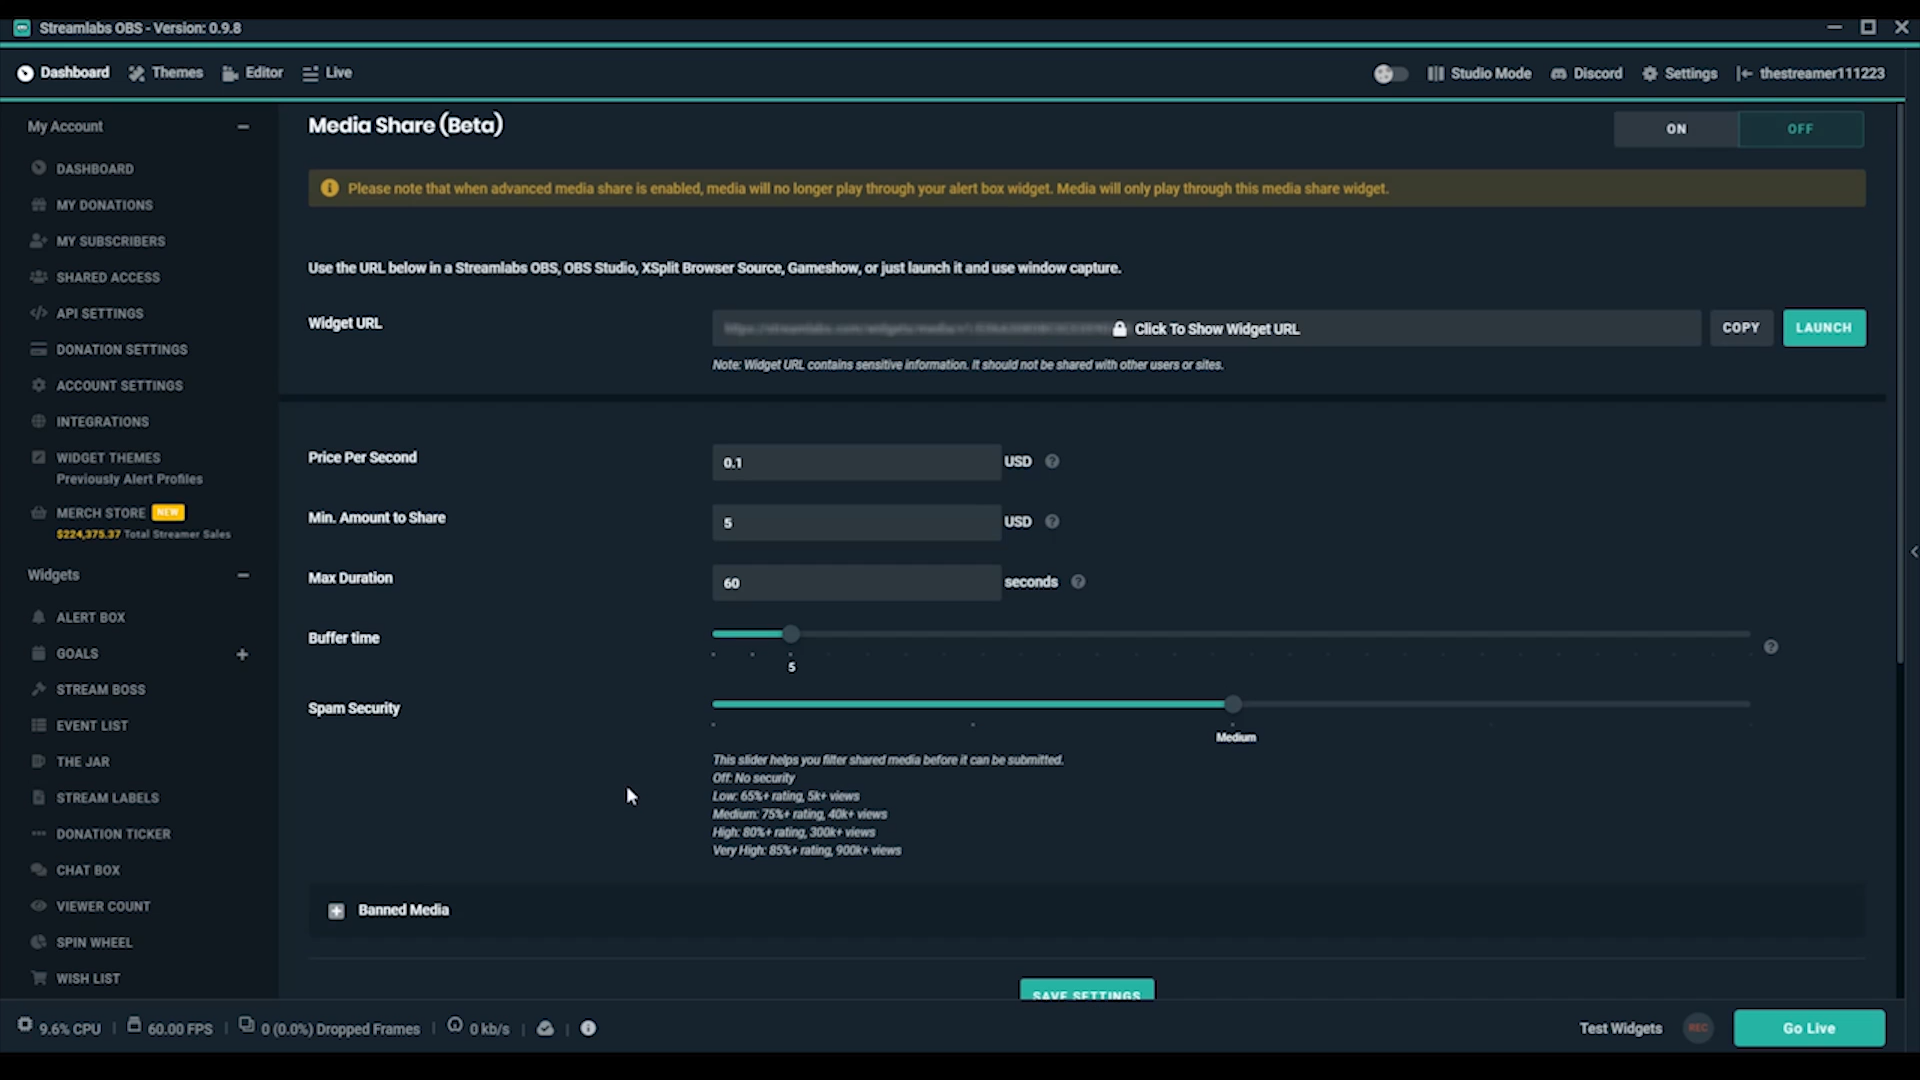 Streamlabs OBS - Version: 0.9.8
Dashboard Themes Editor Live
Studio Mode Discord Settings thestreamer111223
My Account
DASHBOARD
MY DONATIONS
MY SUBSCRIBERS
SHARED ACCESS
API SETTINGS
DONATION SETTINGS
ACCOUNT SETTINGS
INTEGRATIONS
WIDGET THEMES
Previously Alert Profiles
MERCH STORE NEW
$224,375.37 Total Streamer Sales
Widgets
ALERT BOX
GOALS
STREAM BOSS
EVENT LIST
THE JAR
STREAM LABELS
DONATION TICKER
CHAT BOX
VIEWER COUNT
SPIN WHEEL
WISH LIST
Media Share (Beta)
ON OFF
Please note that when advanced media share is enabled, media will no longer play through your alert box widget. Media will only play through this media share widget.
Use the URL below in a Streamlabs OBS, OBS Studio, XSplit Browser Source, Gameshow, or just launch it and use window capture.
Widget URL
Click To Show Widget URL
COPY LAUNCH
Note: Widget URL contains sensitive information. It should not be shared with other users or sites.
Price Per Second 0.1 USD
Min. Amount to Share 5 USD
Max Duration 60 seconds
Buffer time
5
Spam Security
Medium
This slider helps you filter shared media before it can be submitted.
Off: No security
Low: 65%+ rating, 5k+ views
Medium: 75%+ rating, 40k+ views
High: 80%+ rating, 300k+ views
Very High: 85%+ rating, 900k+ views
Banned Media
SAVE SETTINGS
9.6% CPU 60.00 FPS 0 (0.0%) Dropped Frames 0 kb/s
Test Widgets REC Go Live